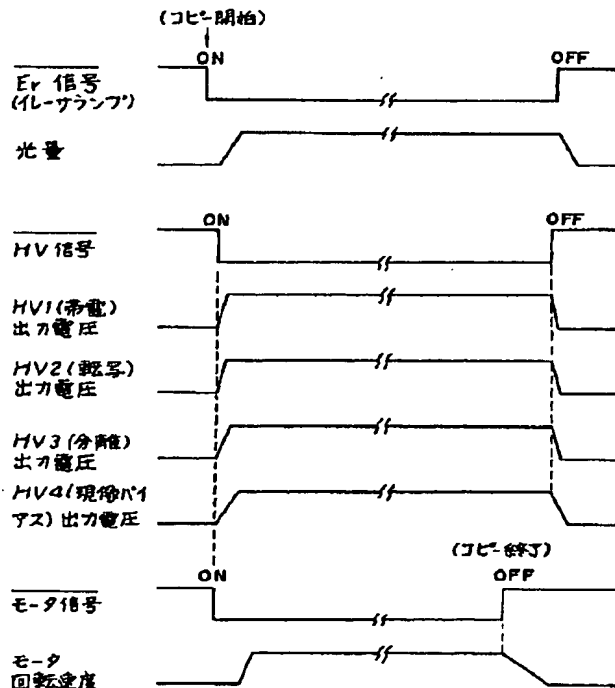 (コピー開始)
ON
OFF
Er 信号
(イレーサランプ)
光量
ON
OFF
HV 信号
HV1(帯電)
出力電圧
HV2(転写)
出力電圧
HV3(分離)
出力電圧
HV4(現像バイ
アス)出力電圧
(コピー終了)
ON
OFF
モータ信号
モータ
回転速度